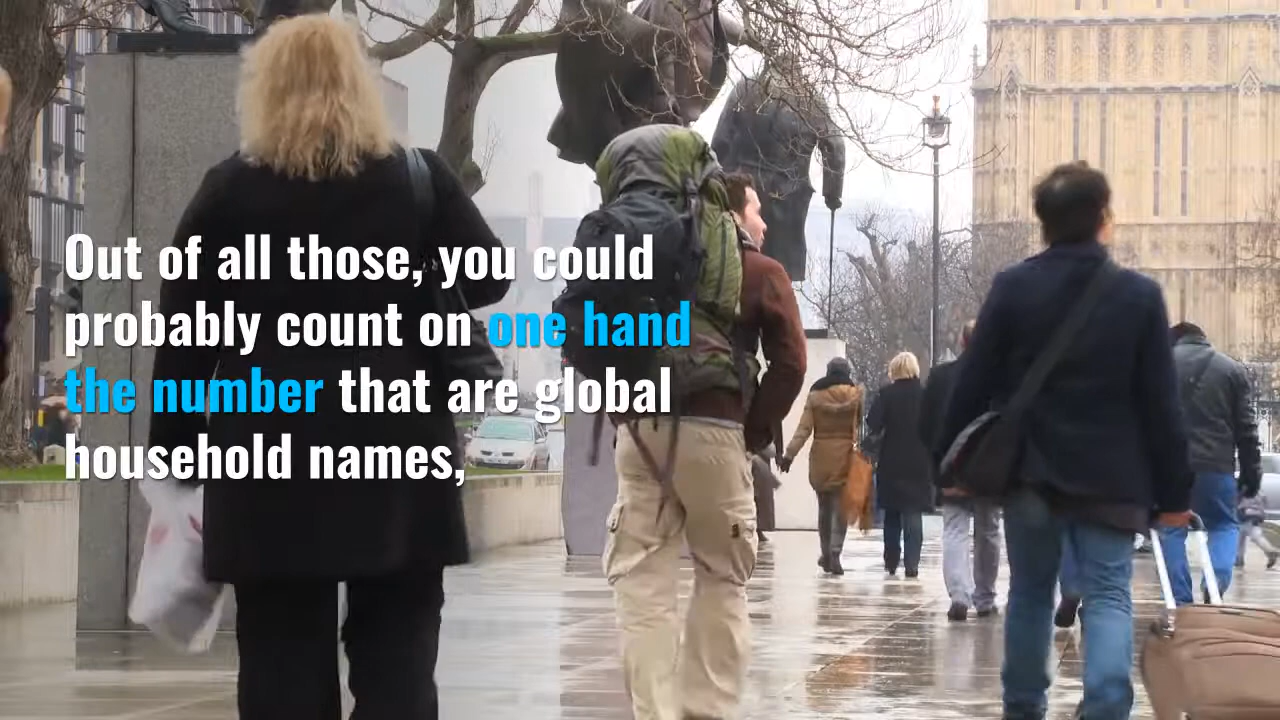 Out of all those, you could
probably count on one hand
the number that are global
household names,